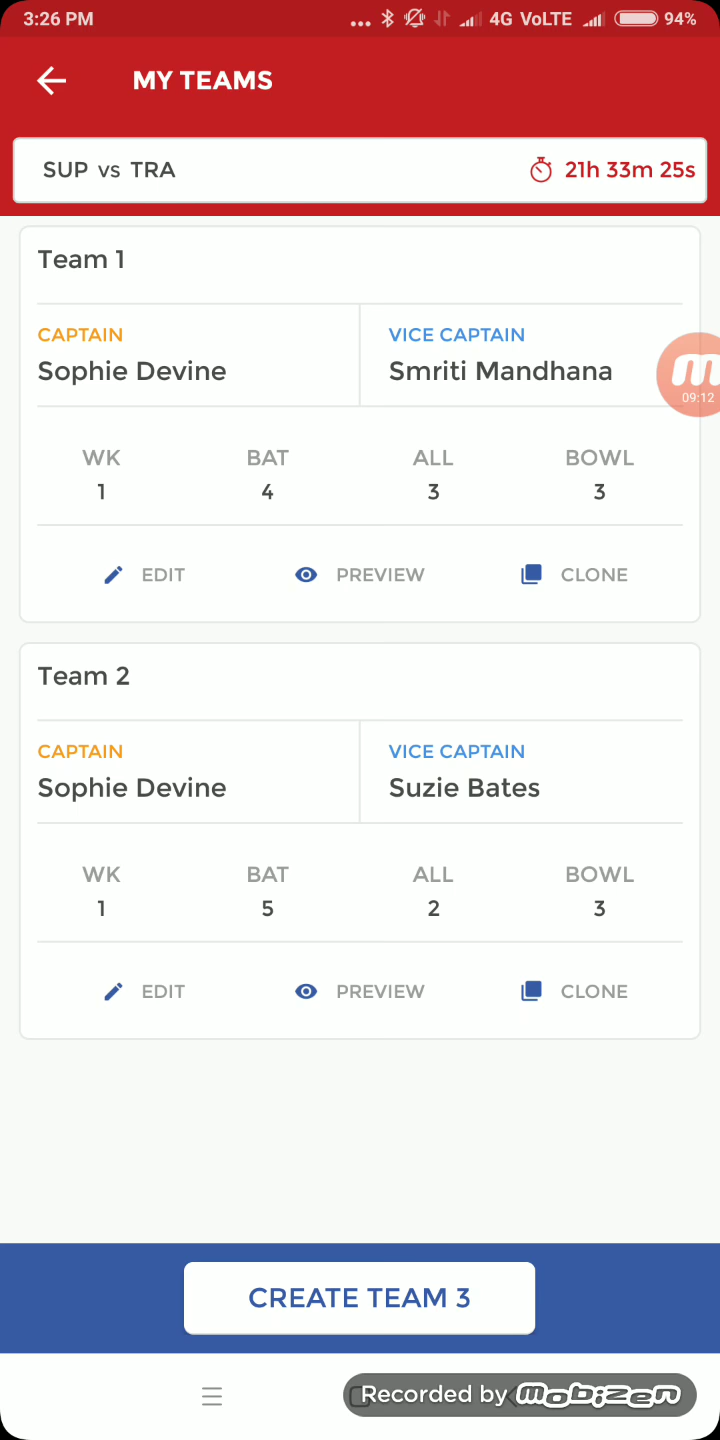 3:26 PM ... 4G VoLTE 94%
MY TEAMS
SUP vs TRA 21h 33m 25s
Team 1
CAPTAIN VICE CAPTAIN
Sophie Devine Smriti Mandhana
09:12
WK BAT ALL BOWL
1 4 3 3
EDIT PREVIEW CLONE
Team 2
CAPTAIN VICE CAPTAIN
Sophie Devine Suzie Bates
WK BAT ALL BOWL
1 5 2 3
EDIT PREVIEW CLONE
CREATE TEAM 3
Recorded by mobizen